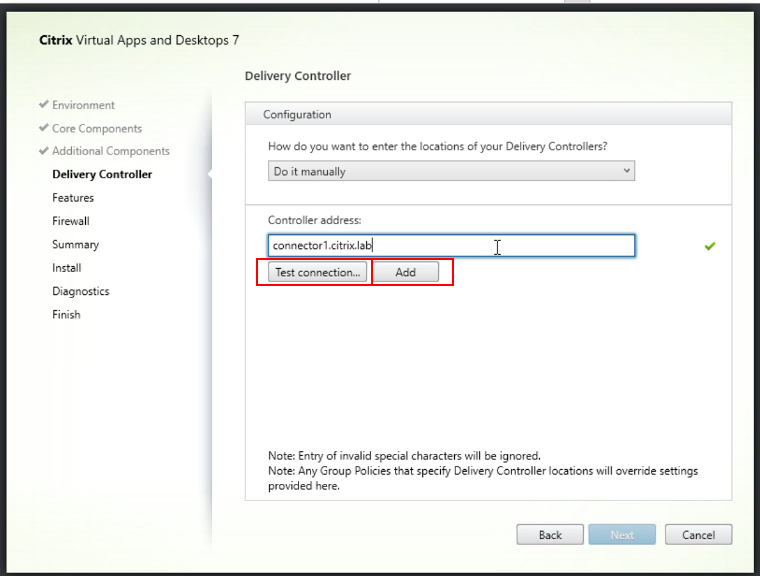 Citrix Virtual Apps and Desktops 7
Delivery Controller
Environment
Core Components
Additional Components
Delivery Controller
Features
Firewall
Summary
Install
Diagnostics
Finish
Configuration
How do you want to enter the locations of your Delivery Controllers?
Do it manually
Controller address:
connector1.citrix.lab
Test connection...
Add
Note: Entry of invalid special characters will be ignored.
Note: Any Group Policies that specify Delivery Controller locations will override settings
provided here.
Back
Next
Cancel